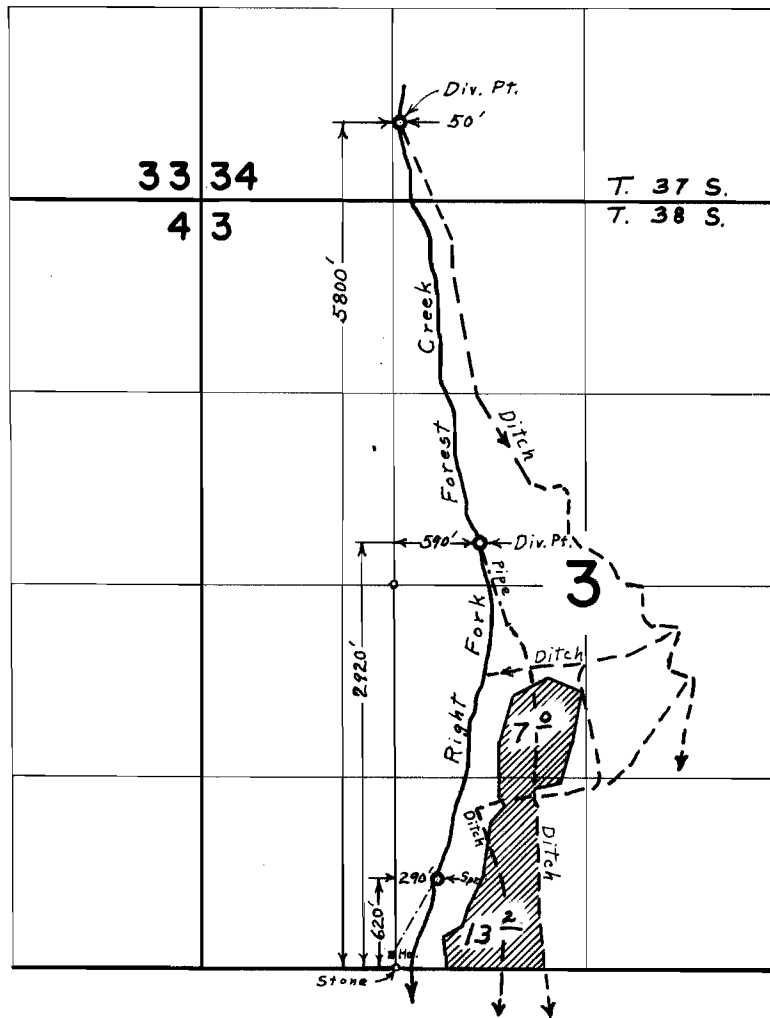 Div. Pt.
50'
33 34
T. 37 S.
4 3
T. 38 S.
5800'
Creek
Ditch
Forest
590'
Div. Pt.
Pipe
3
Fork
Ditch
2920'
Right
7 0
Ditch
Ditch
290'
Spr.
620'
13 2
Ho.
Stone